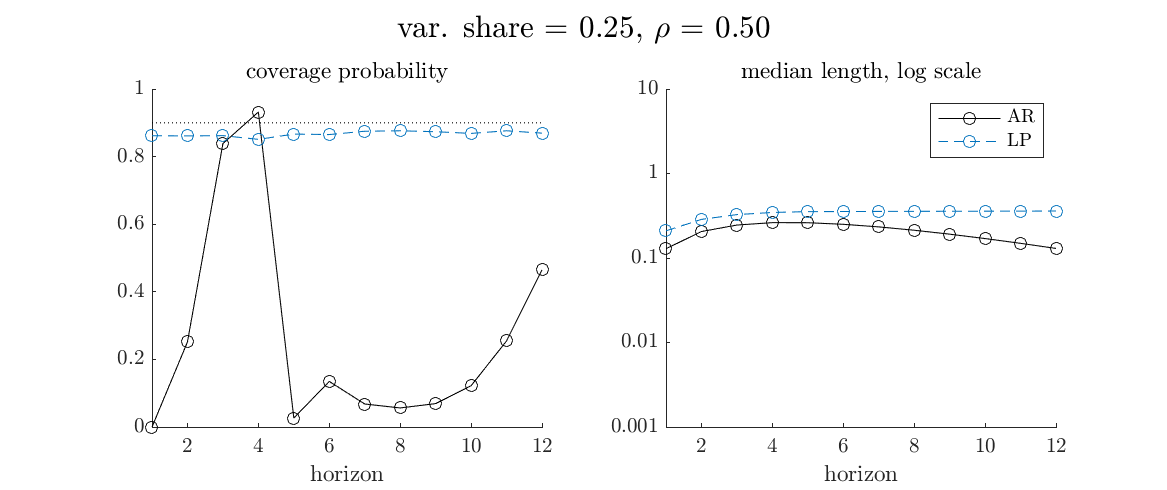 var. share = 0.25, ρ = 0.50
coverage probability
1
0.8
0.6
0.4
0.2
0
2 4 6 8 10 12
horizon
median length, log scale
10
1
0.1
0.01
0.001
2 4 6 8 10 12
horizon
AR
LP